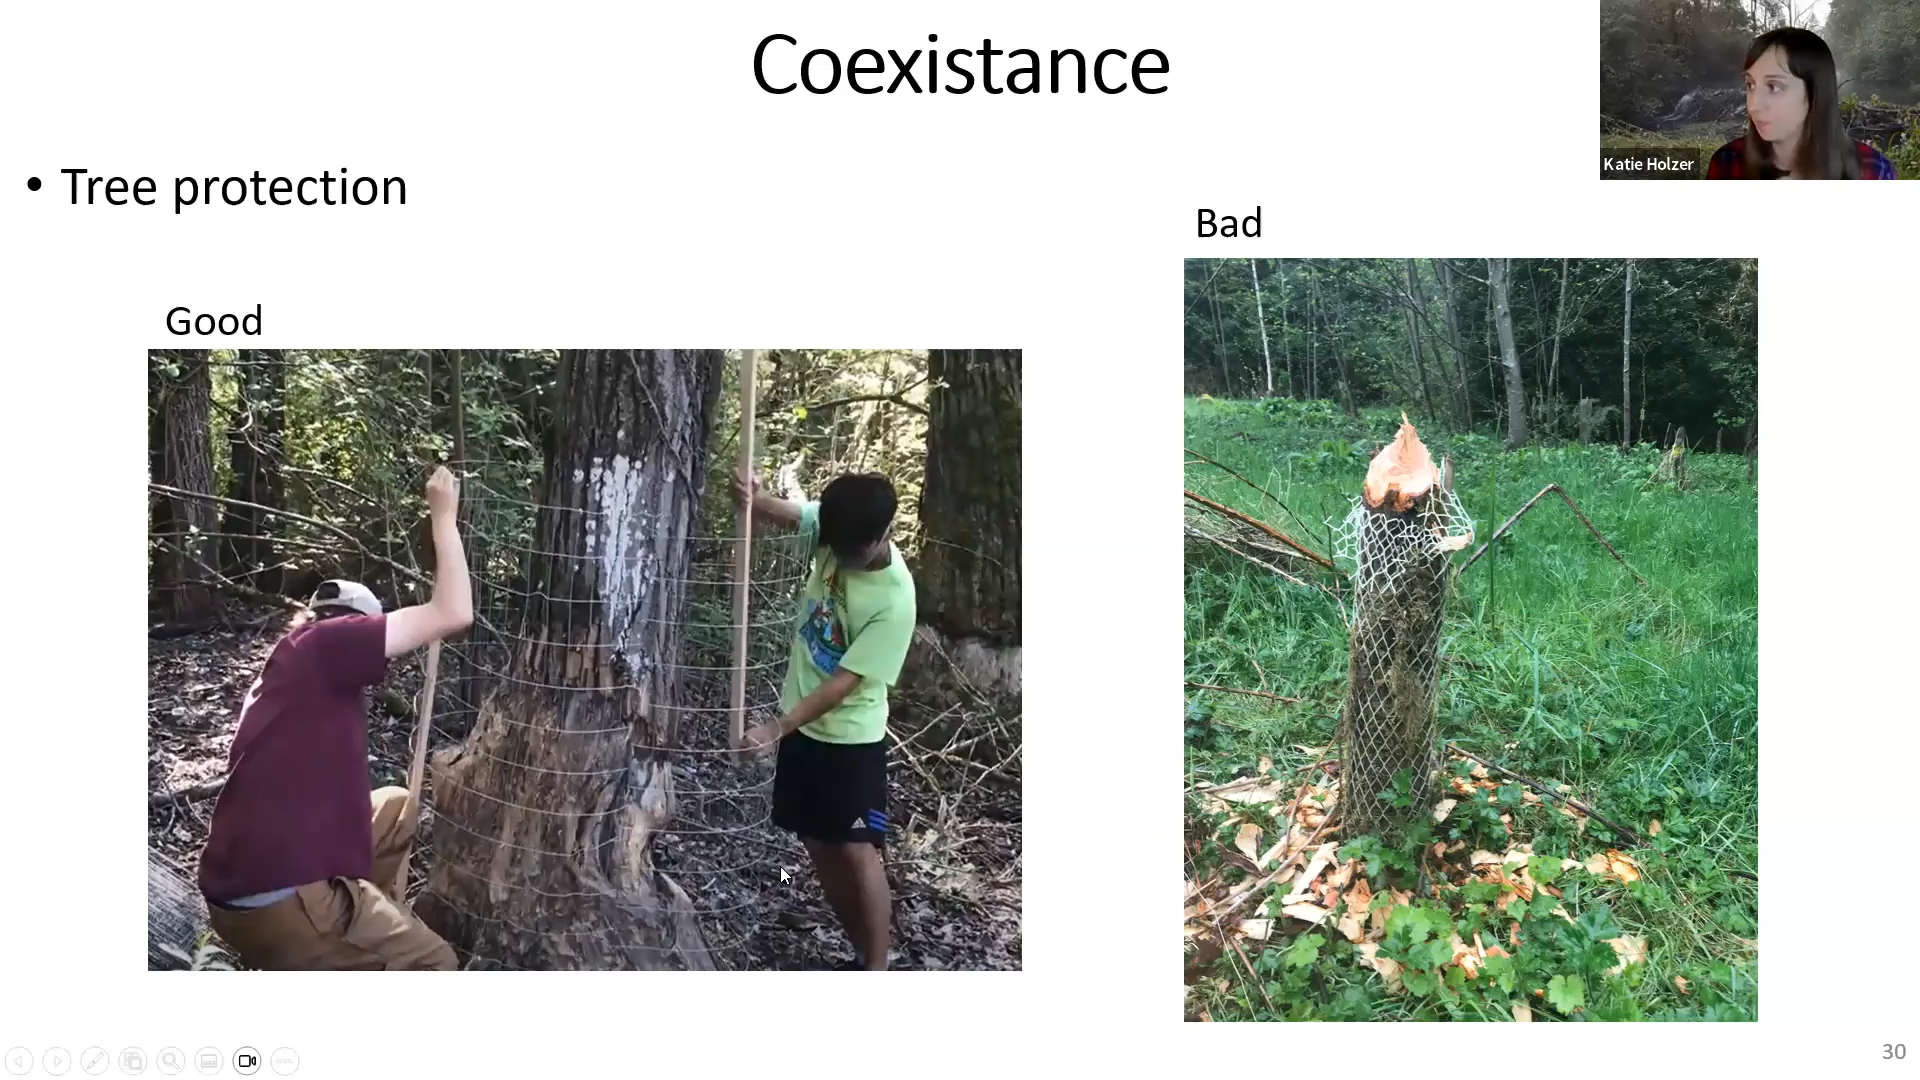 Coexistance
Katie Holzer
• Tree protection
Bad
Good
30